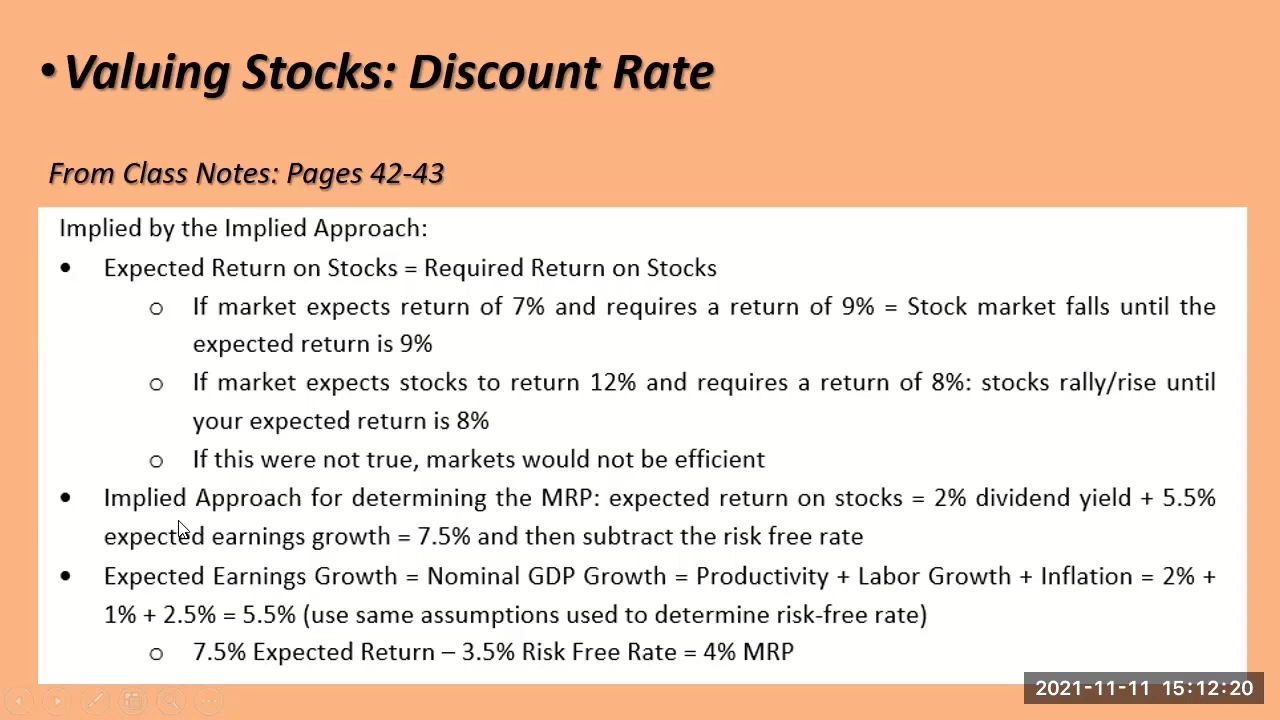 • Valuing Stocks: Discount Rate
From Class Notes: Pages 42-43
Implied by the Implied Approach:
• Expected Return on Stocks = Required Return on Stocks
o If market expects return of 7% and requires a return of 9% = Stock market falls until the
expected return is 9%
o If market expects stocks to return 12% and requires a return of 8%: stocks rally/rise until
your expected return is 8%
o If this were not true, markets would not be efficient
• Implied Approach for determining the MRP: expected return on stocks = 2% dividend yield + 5.5%
expected earnings growth = 7.5% and then subtract the risk free rate
• Expected Earnings Growth = Nominal GDP Growth = Productivity + Labor Growth + Inflation = 2% +
1% + 2.5% = 5.5% (use same assumptions used to determine risk-free rate)
o 7.5% Expected Return – 3.5% Risk Free Rate = 4% MRP
2021-11-11 15:12:20